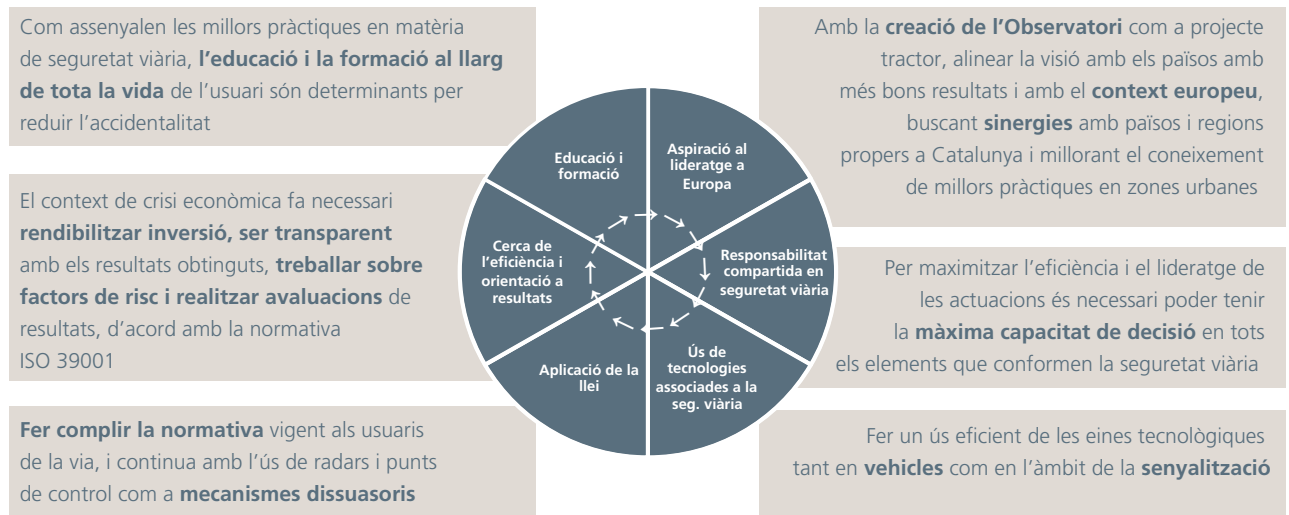 Com assenyalen les millors pràctiques en matèria
de seguretat viària, l'educació i la formació al llarg
de tota la vida de l'usuari són determinants per
reduir l'accidentalitat
El context de crisi econòmica fa necessari
rendibilitzar inversió, ser transparent
amb els resultats obtinguts, treballar sobre
factors de risc i realitzar avaluacions de
resultats, d'acord amb la normativa
ISO 39001
Fer complir la normativa vigent als usuaris
de la via, i continua amb l'ús de radars i punts
de control com a mecanismes dissuasoris
Educació i
formació
Aspiració al
lideratge a
Europa
Cerca de
l'eficiència i
orientació a
resultats
Responsabilitat
compartida en
seguretat viària
Aplicació de la
llei
Ús de
tecnologies
associades a la
seg. viària
Amb la creació de l'Observatori com a projecte
tractor, alinear la visió amb els països amb
més bons resultats i amb el context europeu,
buscant sinergies amb països i regions
propers a Catalunya i millorant el coneixement
de millors pràctiques en zones urbanes
Per maximitzar l'eficiència i el lideratge de
les actuacions és necessari poder tenir
la màxima capacitat de decisió en tots
els elements que conformen la seguretat viària
Fer un ús eficient de les eines tecnològiques
tant en vehicles com en l'àmbit de la senyalització